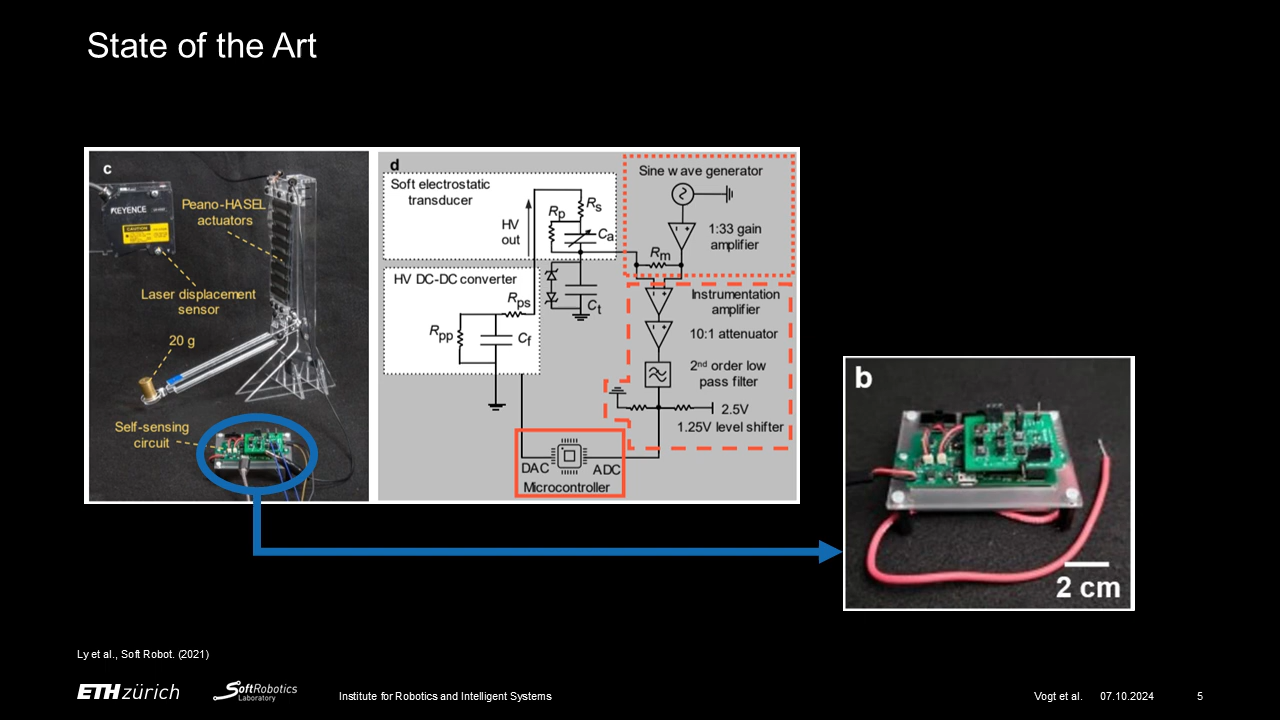 State of the Art
c
KEYENCE
CAUTION
Peano-HASEL
actuators
Laser displacement
sensor
20 g
Self-sensing
circuit
d
Soft electrostatic
transducer
HV
out
Rp
Rs
Ca
HV DC-DC converter
Rps
Rpp
Cf
Ct
Sine wave generator
1:33 gain
amplifier
Rm
Instrumentation
amplifier
10:1 attenuator
2nd order low
pass filter
2.5V
1.25V level shifter
DAC
ADC
Microcontroller
b
2 cm
Ly et al., Soft Robot. (2021)
ETH zürich
SoftRobotics
Laboratory
Institute for Robotics and Intelligent Systems
Vogt et al.
07.10.2024
5